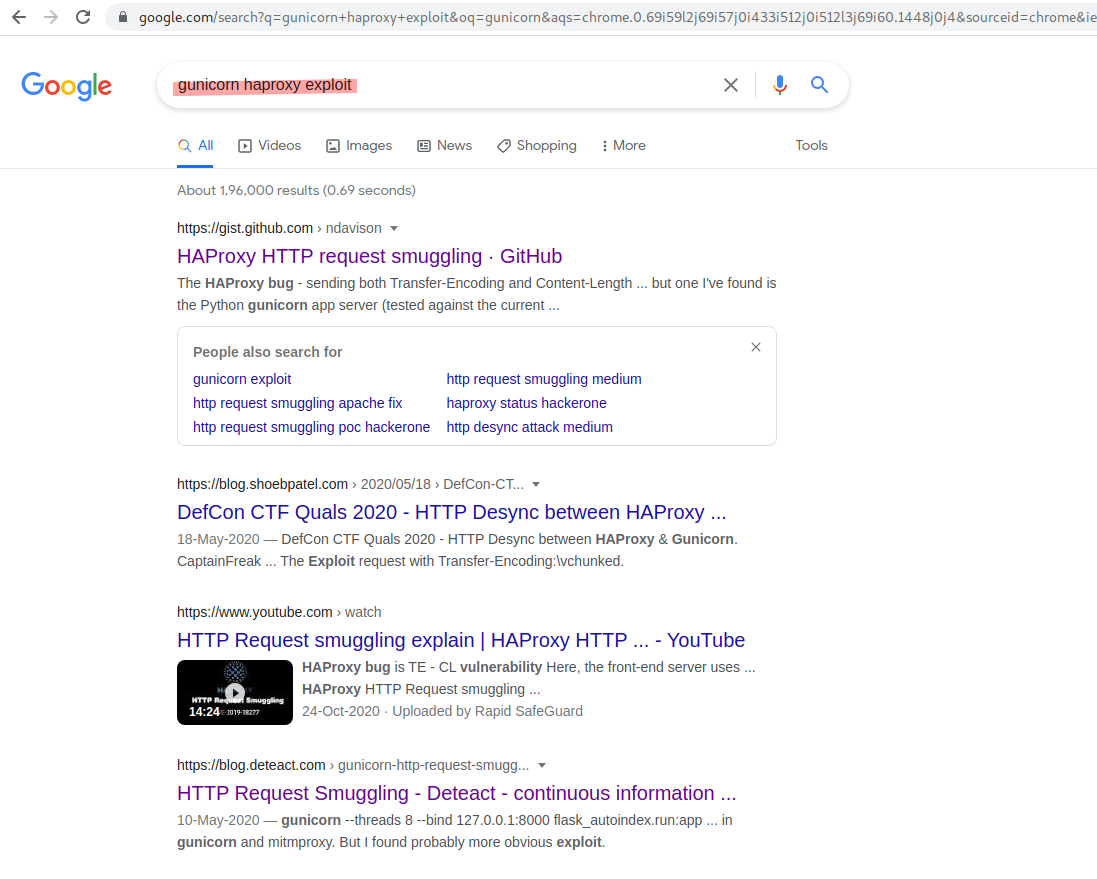 google.com/search?q=gunicorn+haproxy+exploit&oq=gunicorn&aqs=chrome.0.69i59l2j69i57j0i433i512j0i512l3j69i60.1448j0j4&sourceid=chrome&ie
Google
gunicorn haproxy exploit
All Videos Images News Shopping More Tools
About 1,96,000 results (0.69 seconds)
https://gist.github.com › ndavison
HAProxy HTTP request smuggling · GitHub
The HAProxy bug - sending both Transfer-Encoding and Content-Length ... but one I've found is
the Python gunicorn app server (tested against the current ...
People also search for
gunicorn exploit http request smuggling medium
http request smuggling apache fix haproxy status hackerone
http request smuggling poc hackerone http desync attack medium
https://blog.shoebpatel.com › 2020/05/18 › DefCon-CT...
DefCon CTF Quals 2020 - HTTP Desync between HAProxy ...
18-May-2020 — DefCon CTF Quals 2020 - HTTP Desync between HAProxy & Gunicorn.
CaptainFreak ... The Exploit request with Transfer-Encoding:\vchunked.
https://www.youtube.com › watch
HTTP Request smuggling explain | HAProxy HTTP ... - YouTube
HAProxy bug is TE - CL vulnerability Here, the front-end server uses ...
HAProxy HTTP Request smuggling ...
24-Oct-2020 · Uploaded by Rapid SafeGuard
HTTP Request Smuggling
14:24 2019-18277
https://blog.deteact.com › gunicorn-http-request-smugg...
HTTP Request Smuggling - Deteact - continuous information ...
10-May-2020 — gunicorn --threads 8 --bind 127.0.0.1:8000 flask_autoindex.run:app ... in
gunicorn and mitmproxy. But I found probably more obvious exploit.